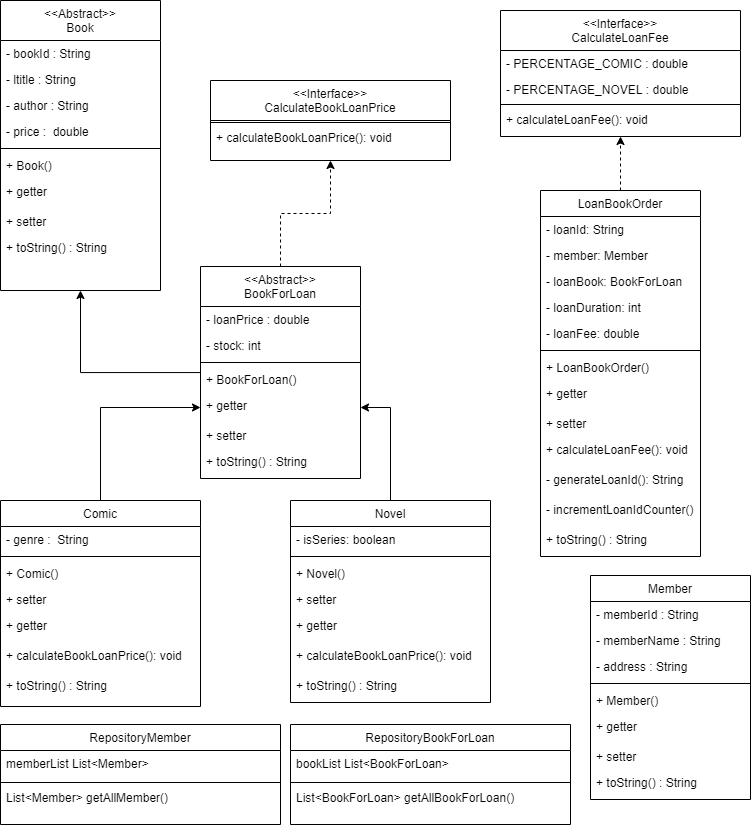 <<Abstract>>
Book
- bookId : String
- ltitle : String
- author : String
- price :  double
+ Book()
+ getter
+ setter
+ toString() : String
<<Interface>>
CalculateBookLoanPrice
+ calculateBookLoanPrice(): void
<<Interface>>
CalculateLoanFee
- PERCENTAGE_COMIC : double
- PERCENTAGE_NOVEL : double
+ calculateLoanFee(): void
<<Abstract>>
BookForLoan
- loanPrice : double
- stock: int
+ BookForLoan()
+ getter
+ setter
+ toString() : String
LoanBookOrder
- loanId: String
- member: Member
- loanBook: BookForLoan
- loanDuration: int
- loanFee: double
+ LoanBookOrder()
+ getter
+ setter
+ calculateLoanFee(): void
- generateLoanId(): String
- incrementLoanIdCounter()
+ toString() : String
Comic
- genre :  String
+ Comic()
+ setter
+ getter
+ calculateBookLoanPrice(): void
+ toString() : String
Novel
- isSeries: boolean
+ Novel()
+ setter
+ getter
+ calculateBookLoanPrice(): void
+ toString() : String
Member
- memberId : String
- memberName : String
- address : String
+ Member()
+ getter
+ setter
+ toString() : String
RepositoryMember
memberList List<Member>
List<Member> getAllMember()
RepositoryBookForLoan
bookList List<BookForLoan>
List<BookForLoan> getAllBookForLoan()